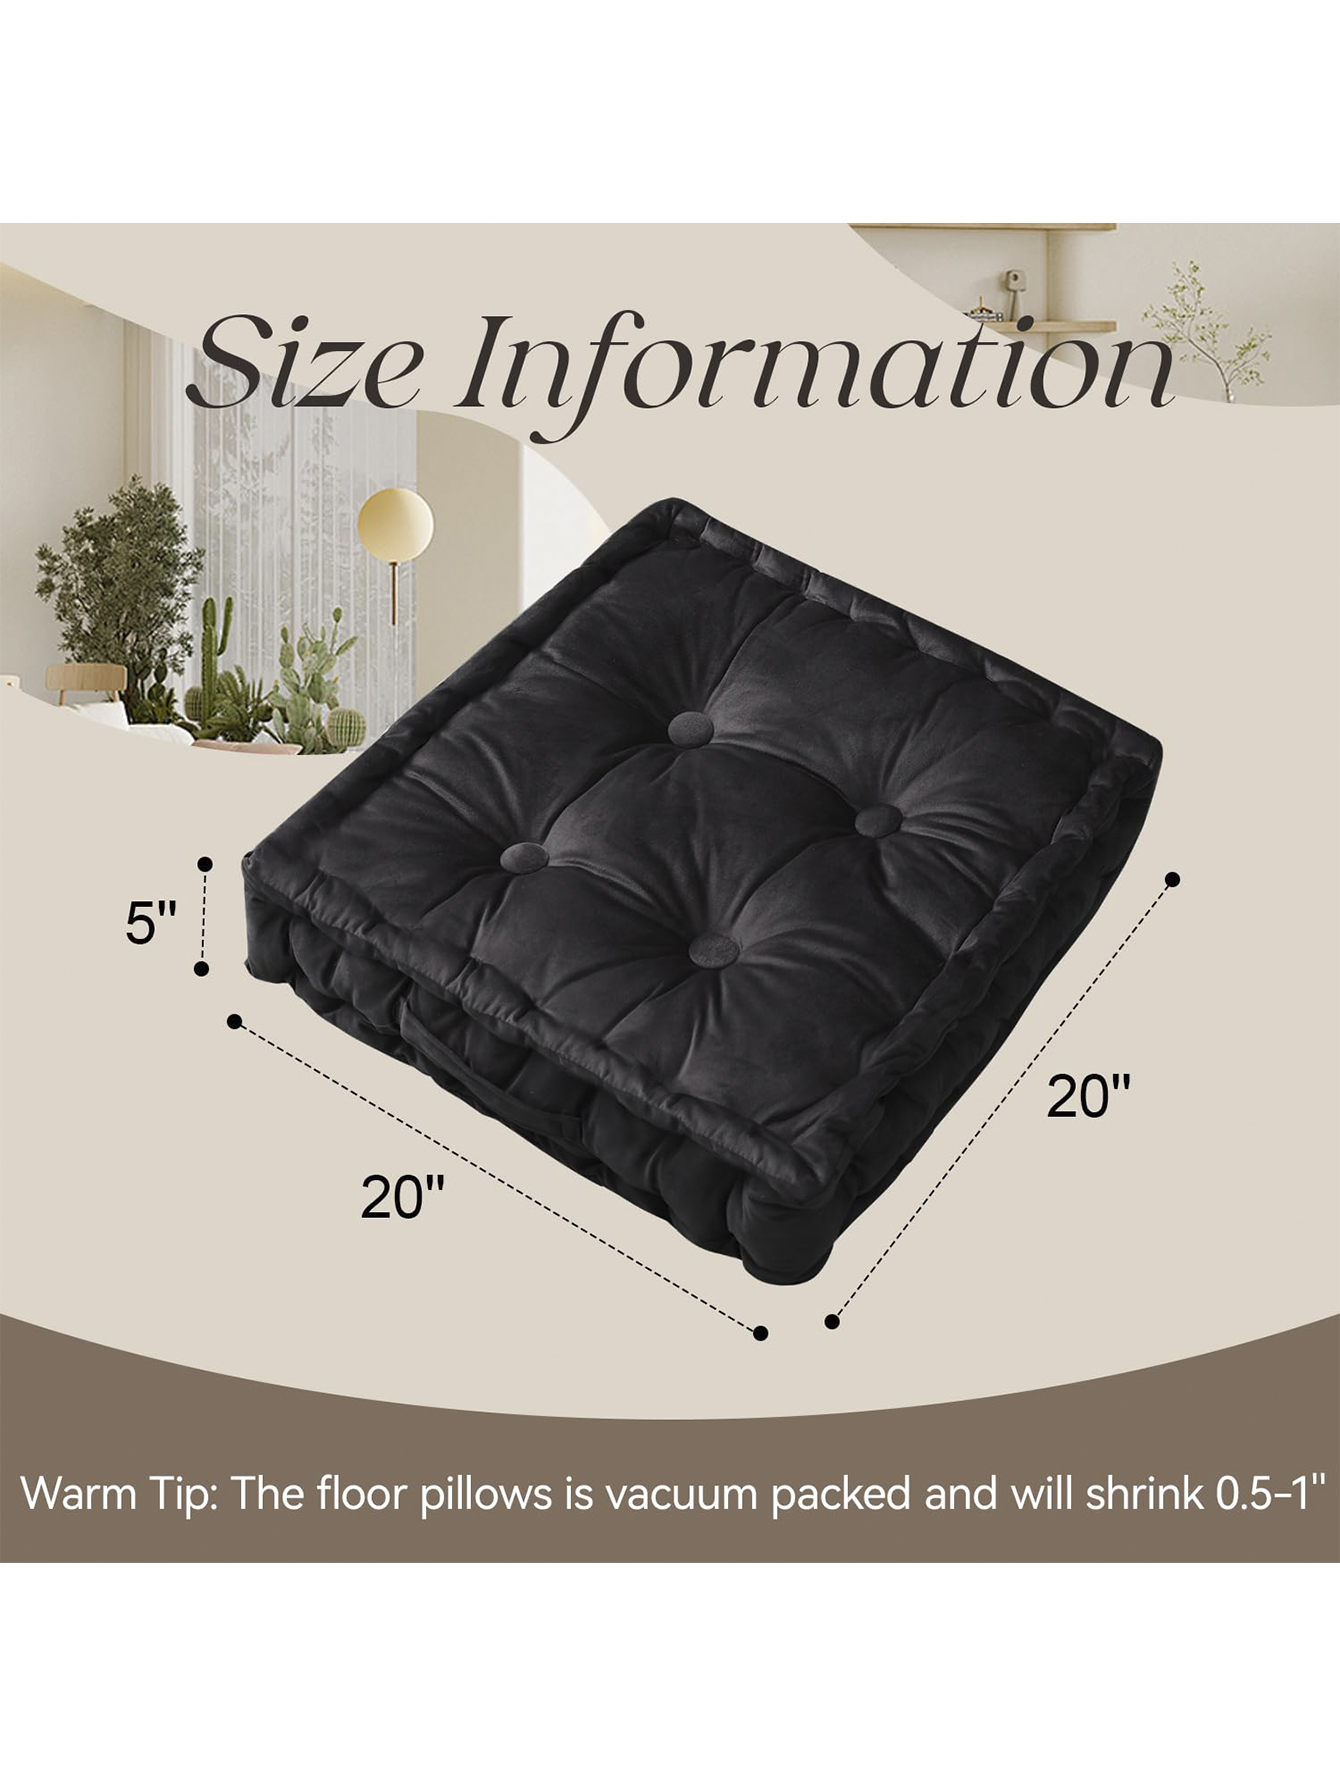 Size Information
5"
20"
20"
Warm Tip: The floor pillows is vacuum packed and will shrink 0.5-1"